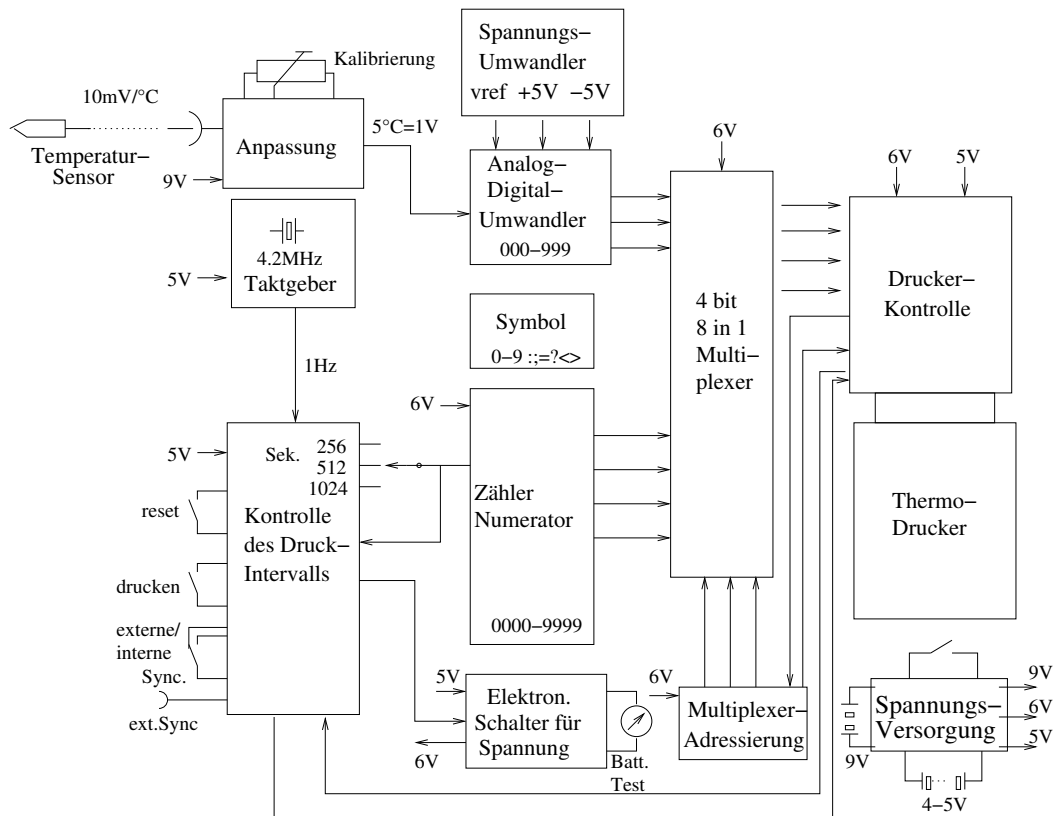 Spannungs–
Umwandler
vref +5V −5V
Kalibrierung
10mV/°C
Temperatur–
Sensor
9V
Anpassung
5°C=1V
Analog–
Digital–
Umwandler
000−999
4.2MHz
Taktgeber
5V
1Hz
Symbol
0−9 :;=?<>
6V
4 bit
8 in 1
Multi–
plexer
6V
5V
Drucker–
Kontrolle
Thermo–
Drucker
6V
Zähler
Numerator
0000−9999
5V
Sek.
256
512
1024
Kontrolle
des Druck–
Intervalls
reset
drucken
externe/
interne
Sync.
ext.Sync
5V
6V
Elektron.
Schalter für
Spannung
Batt.
Test
6V
Multiplexer–
Adressierung
9V
Spannungs–
Versorgung
9V
6V
5V
4−5V